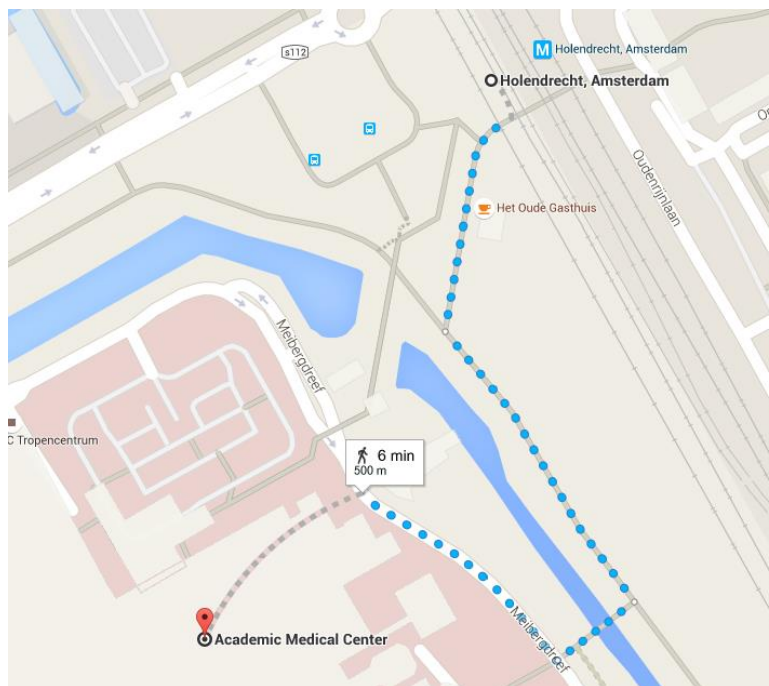 s112
M
Holendrecht, Amsterdam
Holendrecht, Amsterdam
Oudenrijnlaan
Het Oude Gasthuis
Meibergdreef
C Tropencentrum
6 min
500 m
Meibergdreef
Academic Medical Center